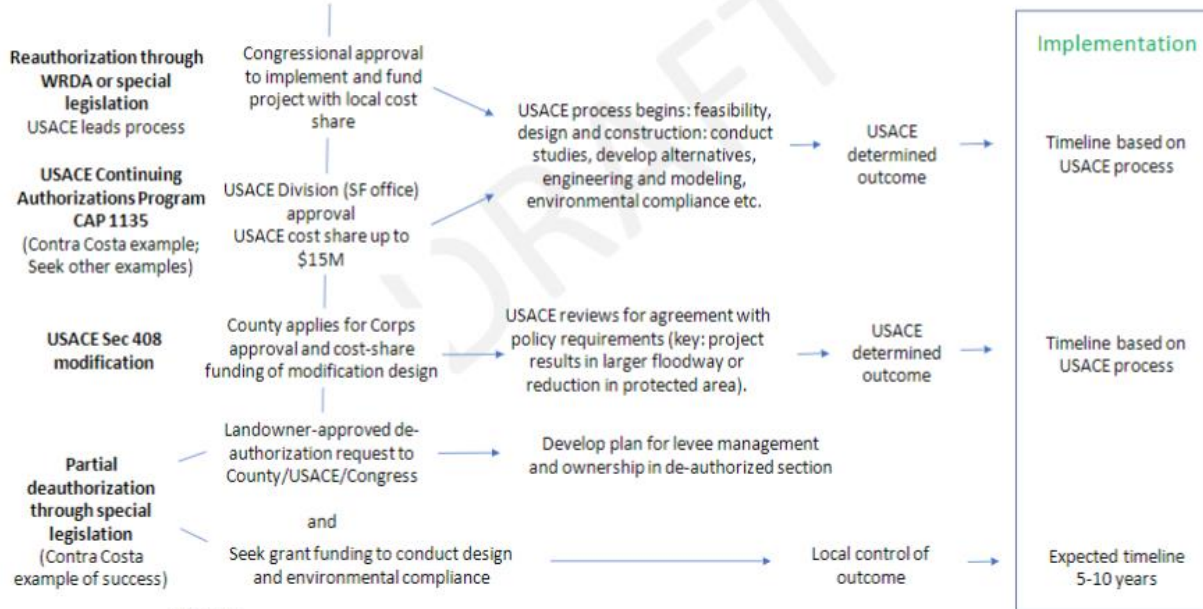 Reauthorization through
WRDA or special
legislation
USACE leads process
Congressional approval
to implement and fund
project with local cost
share
USACE Continuing
Authorizations Program
CAP 1135
(Contra Costa example;
Seek other examples)
USACE Division (SF office)
approval
USACE cost share up to
$15M
USACE process begins: feasibility,
design and construction: conduct
studies, develop alternatives,
engineering and modeling,
environmental compliance etc.
USACE
determined
outcome
Implementation
Timeline based on
USACE process
USACE Sec 408
modification
County applies for Corps
approval and cost-share
funding of modification design
USACE reviews for agreement with
policy requirements (key: project
results in larger floodway or
reduction in protected area).
USACE
determined
outcome
Timeline based on
USACE process
Partial
deauthorization
through special
legislation
(Contra Costa
example of success)
Landowner-approved de-
authorization request to
County/USACE/Congress
Develop plan for levee management
and ownership in de-authorized section
and
Seek grant funding to conduct design
and environmental compliance
Local control of
outcome
Expected timeline
5-10 years
DRAFT